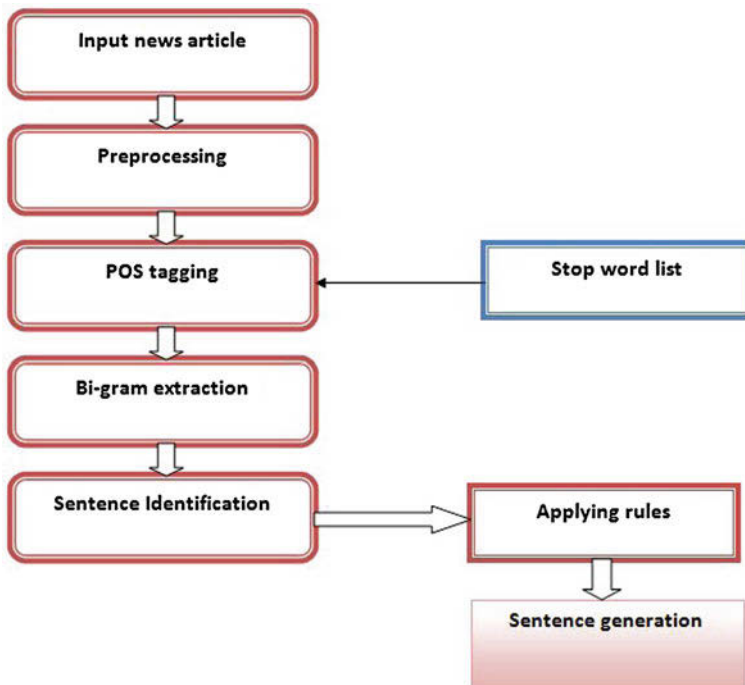 Input news article
Preprocessing
POS tagging
Stop word list
Bi-gram extraction
Sentence Identification
Applying rules
Sentence generation